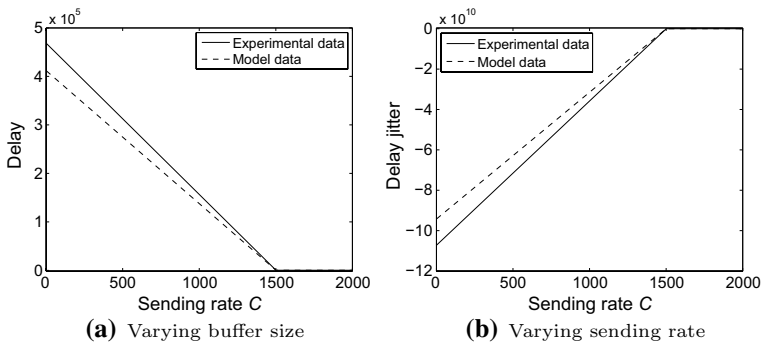 5 x 10^5
Experimental data
Model data
4
3
2
1
0
Delay
0 500 1000 1500 2000
Sending rate C
(a) Varying buffer size
0 x 10^10
Experimental data
Model data
−2
−4
−6
−8
−10
−12
Delay jitter
0 500 1000 1500 2000
Sending rate C
(b) Varying sending rate